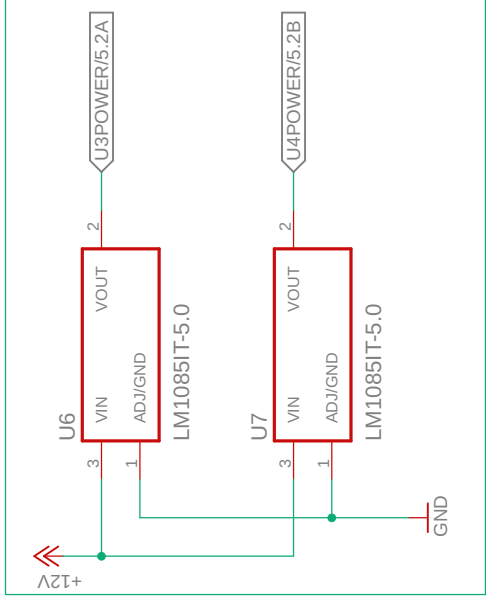 U3POWER/5.2A
U4POWER/5.2B
2
2
VOUT
VOUT
VIN
ADJ/GND
VIN
ADJ/GND
U6
LM1085IT-5.0
U7
LM1085IT-5.0
3
1
3
1
GND
+12V